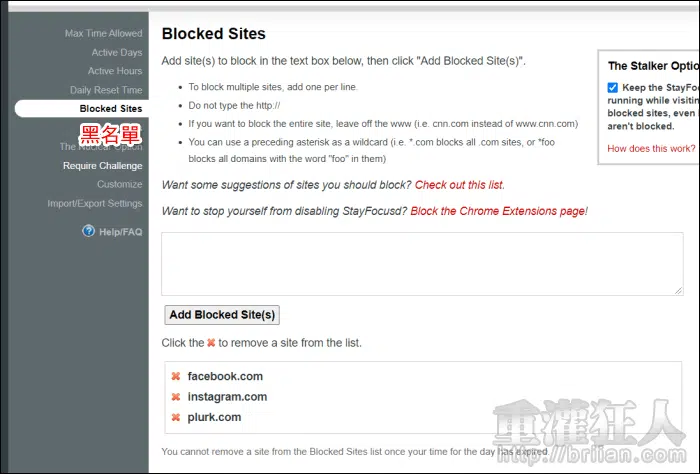 Max Time Allowed
Active Days
Active Hours
Daily Reset Time
Blocked Sites
黑名單
The Nuclear Option
Require Challenge
Customize
Import/Export Settings
Help/FAQ
Blocked Sites
Add site(s) to block in the text box below, then click "Add Blocked Site(s)".
To block multiple sites, add one per line.
Do not type the http://
If you want to block the entire site, leave off the www (i.e. cnn.com instead of www.cnn.com)
You can use a preceding asterisk as a wildcard (i.e. *.com blocks all .com sites, or *foo
blocks all domains with the word "foo" in them)
Want some suggestions of sites you should block? Check out this list.
Want to stop yourself from disabling StayFocusd? Block the Chrome Extensions page!
Add Blocked Site(s)
Click the ✖ to remove a site from the list.
facebook.com
instagram.com
plurk.com
You cannot remove a site from the Blocked Sites list once your time for the day has expired
The Stalker Optio
Keep the StayFo
running while visitin
blocked sites, even i
aren't blocked.
How does this work?
重灌狂人
http://briian.com